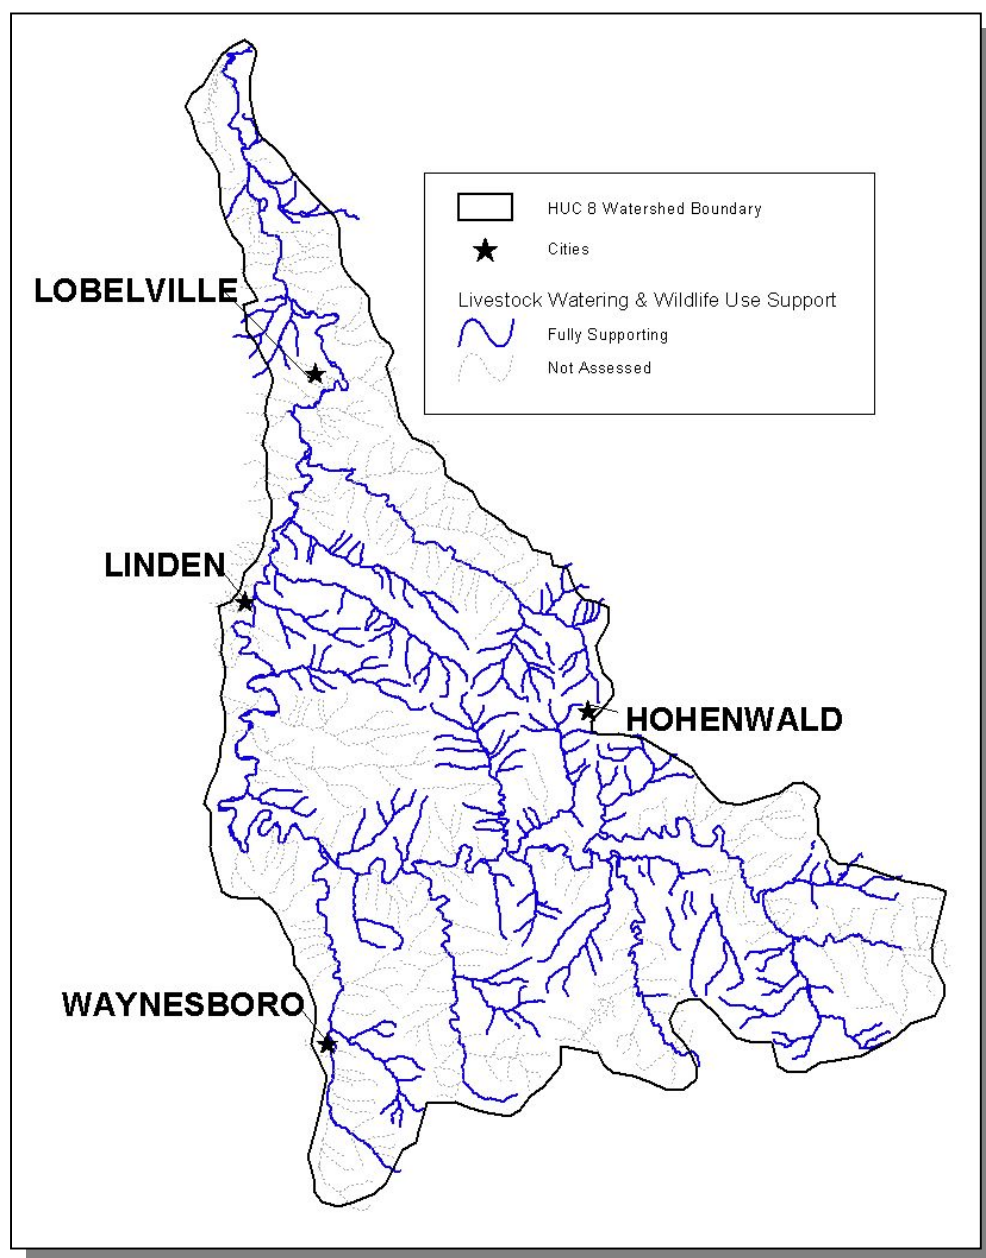 HUC 8 Watershed Boundary
Cities
LOBELVILLE
Livestock Watering & Wildlife Use Support
Fully Supporting
Not Assessed
LINDEN
HOHENWALD
WAYNESBORO